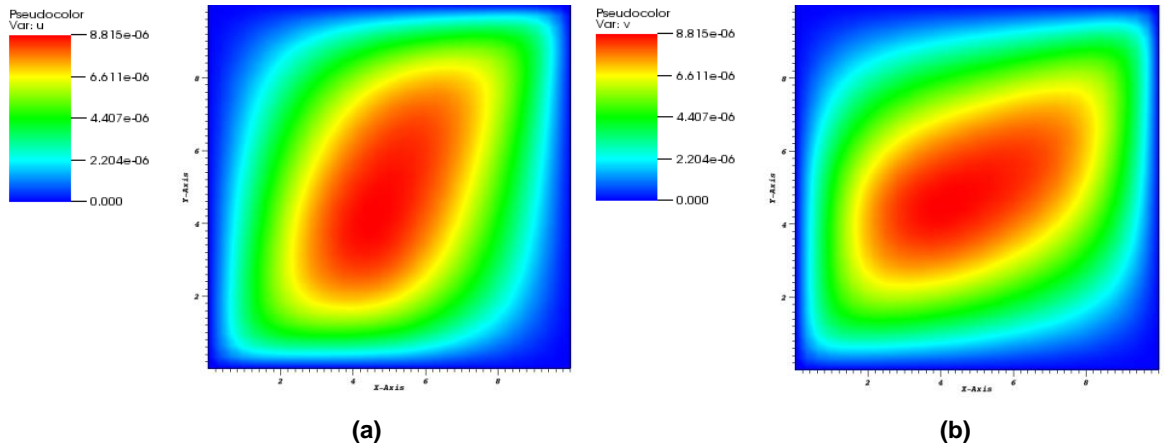 Pseudocolor
Var: u
8.815e-06
6.611e-06
4.407e-06
2.204e-06
0.000
Y-Axis
8
6
4
2
2 4 6 8
X-Axis
(a)
Pseudocolor
Var: v
8.815e-06
6.611e-06
4.407e-06
2.204e-06
0.000
Y-Axis
8
6
4
2
2 4 6 8
X-Axis
(b)